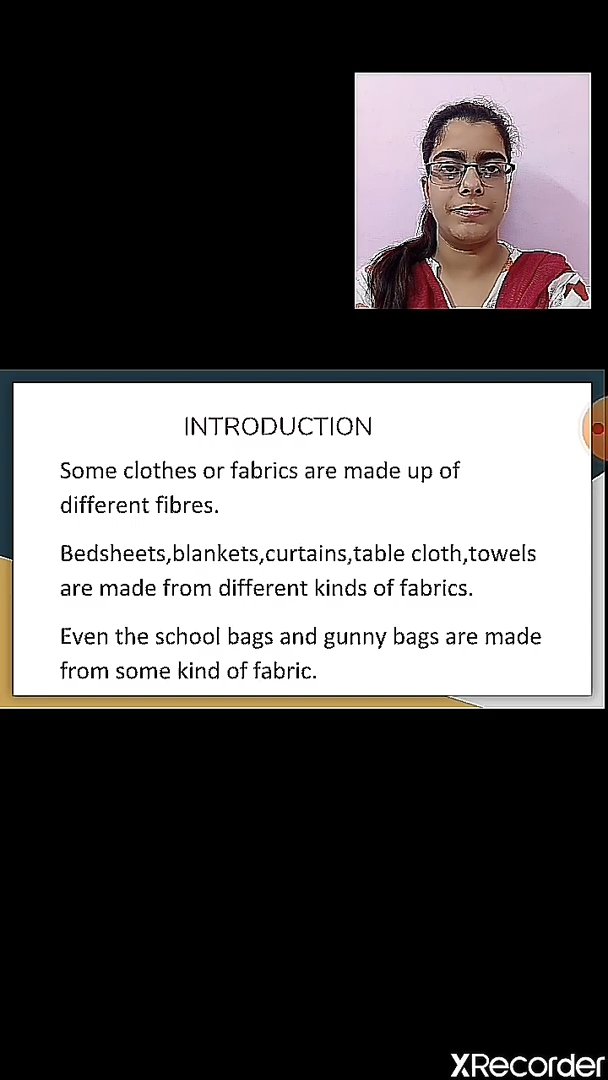 INTRODUCTION
Some clothes or fabrics are made up of
different fibres.
Bedsheets,blankets,curtains,table cloth,towels
are made from different kinds of fabrics.
Even the school bags and gunny bags are made
from some kind of fabric.
XRecorder